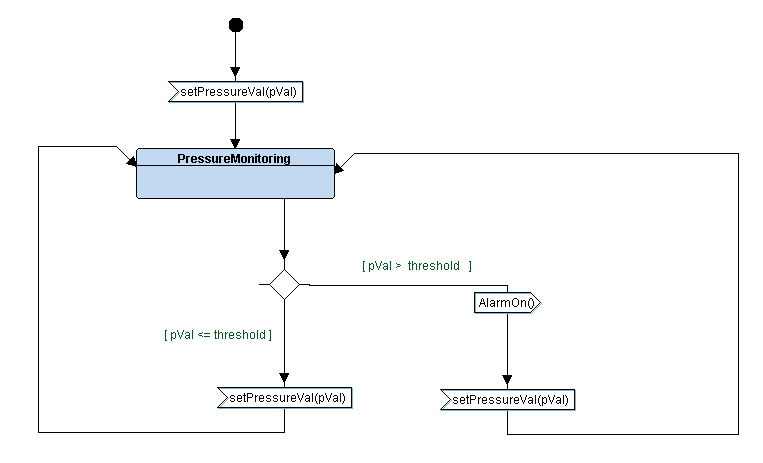 setPressureVal(pVal)
PressureMonitoring
[ pVal > threshold ]
AlarmOn()
[ pVal <= threshold ]
setPressureVal(pVal)
setPressureVal(pVal)